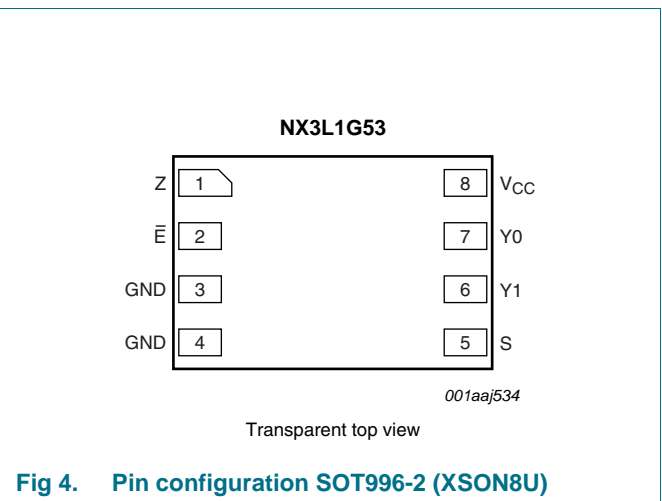 NX3L1G53
Z 1 8 VCC
Ē 2 7 Y0
GND 3 6 Y1
GND 4 5 S
001aaj534
Transparent top view
Fig 4. Pin configuration SOT996-2 (XSON8U)